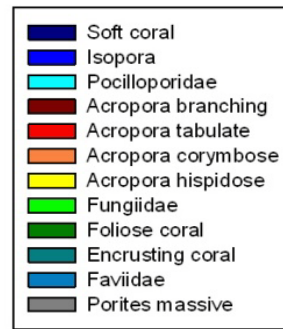 Soft coral
Isopora
Pocilloporidae
Acropora branching
Acropora tabulate
Acropora corymbose
Acropora hispidose
Fungiidae
Foliose coral
Encrusting coral
Faviidae
Porites massive